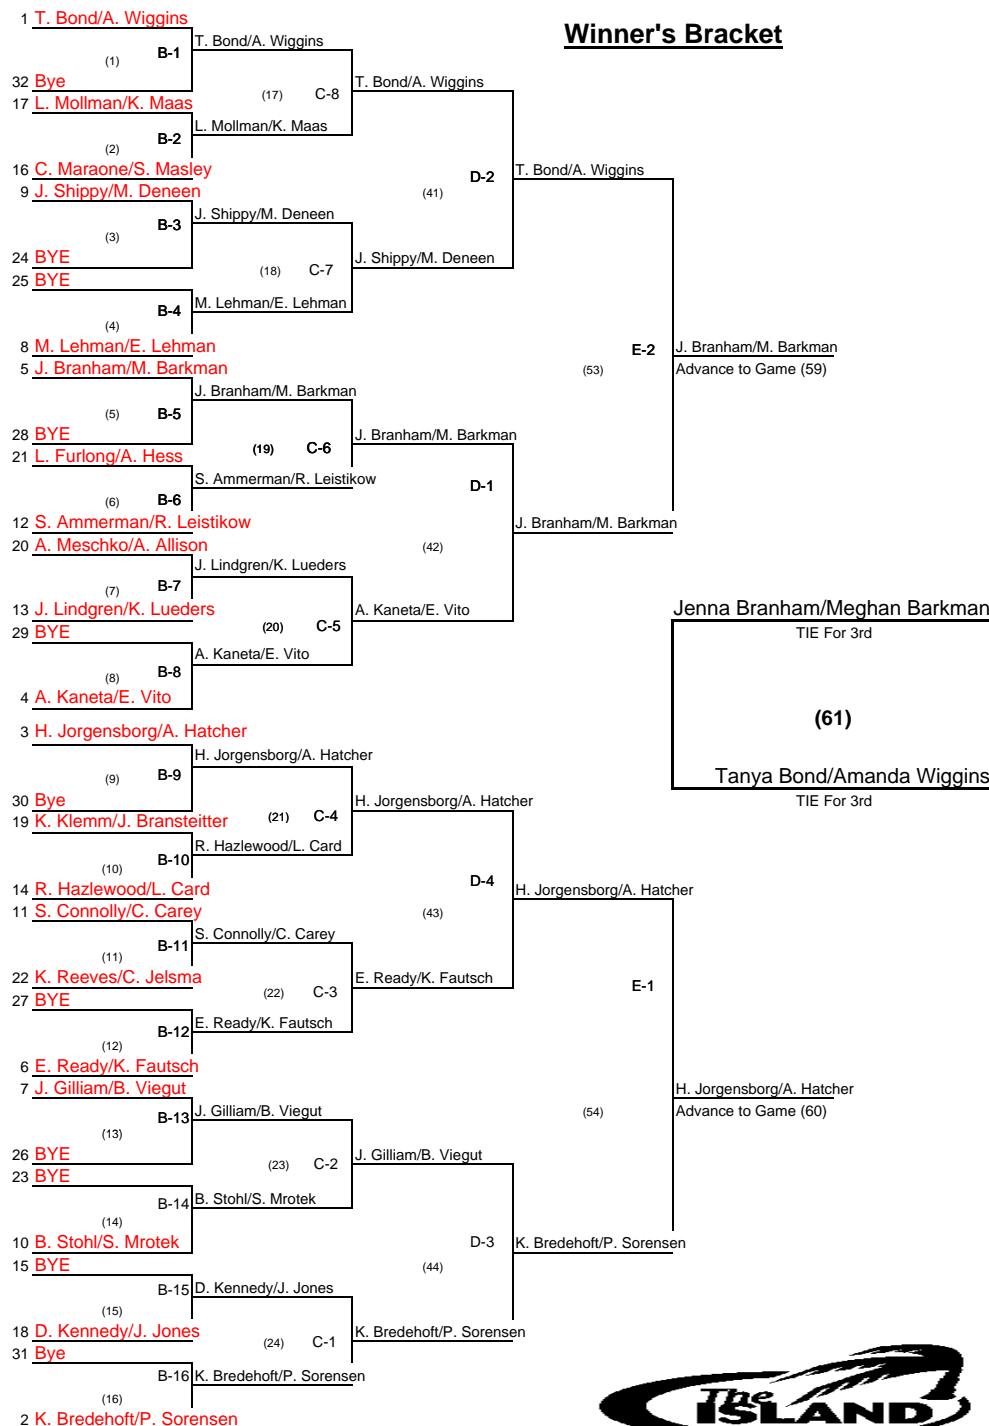 Winner's Bracket
1 T. Bond/A. Wiggins
T. Bond/A. Wiggins
(1) B-1
32 Bye
T. Bond/A. Wiggins
(17) C-8
17 L. Mollman/K. Maas
L. Mollman/K. Maas
(2) B-2
16 C. Maraone/S. Masley
D-2
T. Bond/A. Wiggins
(41)
9 J. Shippy/M. Deneen
J. Shippy/M. Deneen
(3) B-3
24 BYE
J. Shippy/M. Deneen
(18) C-7
25 BYE
M. Lehman/E. Lehman
(4) B-4
8 M. Lehman/E. Lehman
E-2
J. Branham/M. Barkman
(53)
Advance to Game (59)
5 J. Branham/M. Barkman
J. Branham/M. Barkman
(5) B-5
28 BYE
J. Branham/M. Barkman
(19) C-6
21 L. Furlong/A. Hess
S. Ammerman/R. Leistikow
(6) B-6
D-1
12 S. Ammerman/R. Leistikow
J. Branham/M. Barkman
(42)
20 A. Meschko/A. Allison
J. Lindgren/K. Lueders
(7) B-7
13 J. Lindgren/K. Lueders
A. Kaneta/E. Vito
(20) C-5
29 BYE
A. Kaneta/E. Vito
(8) B-8
4 A. Kaneta/E. Vito
Jenna Branham/Meghan Barkman
TIE For 3rd
(61)
Tanya Bond/Amanda Wiggins
TIE For 3rd
3 H. Jorgensborg/A. Hatcher
H. Jorgensborg/A. Hatcher
(9) B-9
30 Bye
H. Jorgensborg/A. Hatcher
(21) C-4
19 K. Klemm/J. Bransteitter
R. Hazlewood/L. Card
(10) B-10
14 R. Hazlewood/L. Card
D-4
H. Jorgensborg/A. Hatcher
(43)
11 S. Connolly/C. Carey
S. Connolly/C. Carey
(11) B-11
22 K. Reeves/C. Jelsma
E. Ready/K. Fautsch
(22) C-3
27 BYE
E. Ready/K. Fautsch
(12) B-12
6 E. Ready/K. Fautsch
E-1
H. Jorgensborg/A. Hatcher
(54)
Advance to Game (60)
7 J. Gilliam/B. Viegut
J. Gilliam/B. Viegut
(13) B-13
26 BYE
J. Gilliam/B. Viegut
(23) C-2
23 BYE
B. Stohl/S. Mrotek
(14) B-14
10 B. Stohl/S. Mrotek
D-3
K. Bredehoft/P. Sorensen
(44)
15 BYE
D. Kennedy/J. Jones
(15) B-15
18 D. Kennedy/J. Jones
K. Bredehoft/P. Sorensen
(24) C-1
31 Bye
K. Bredehoft/P. Sorensen
(16) B-16
2 K. Bredehoft/P. Sorensen
The
ISLAND